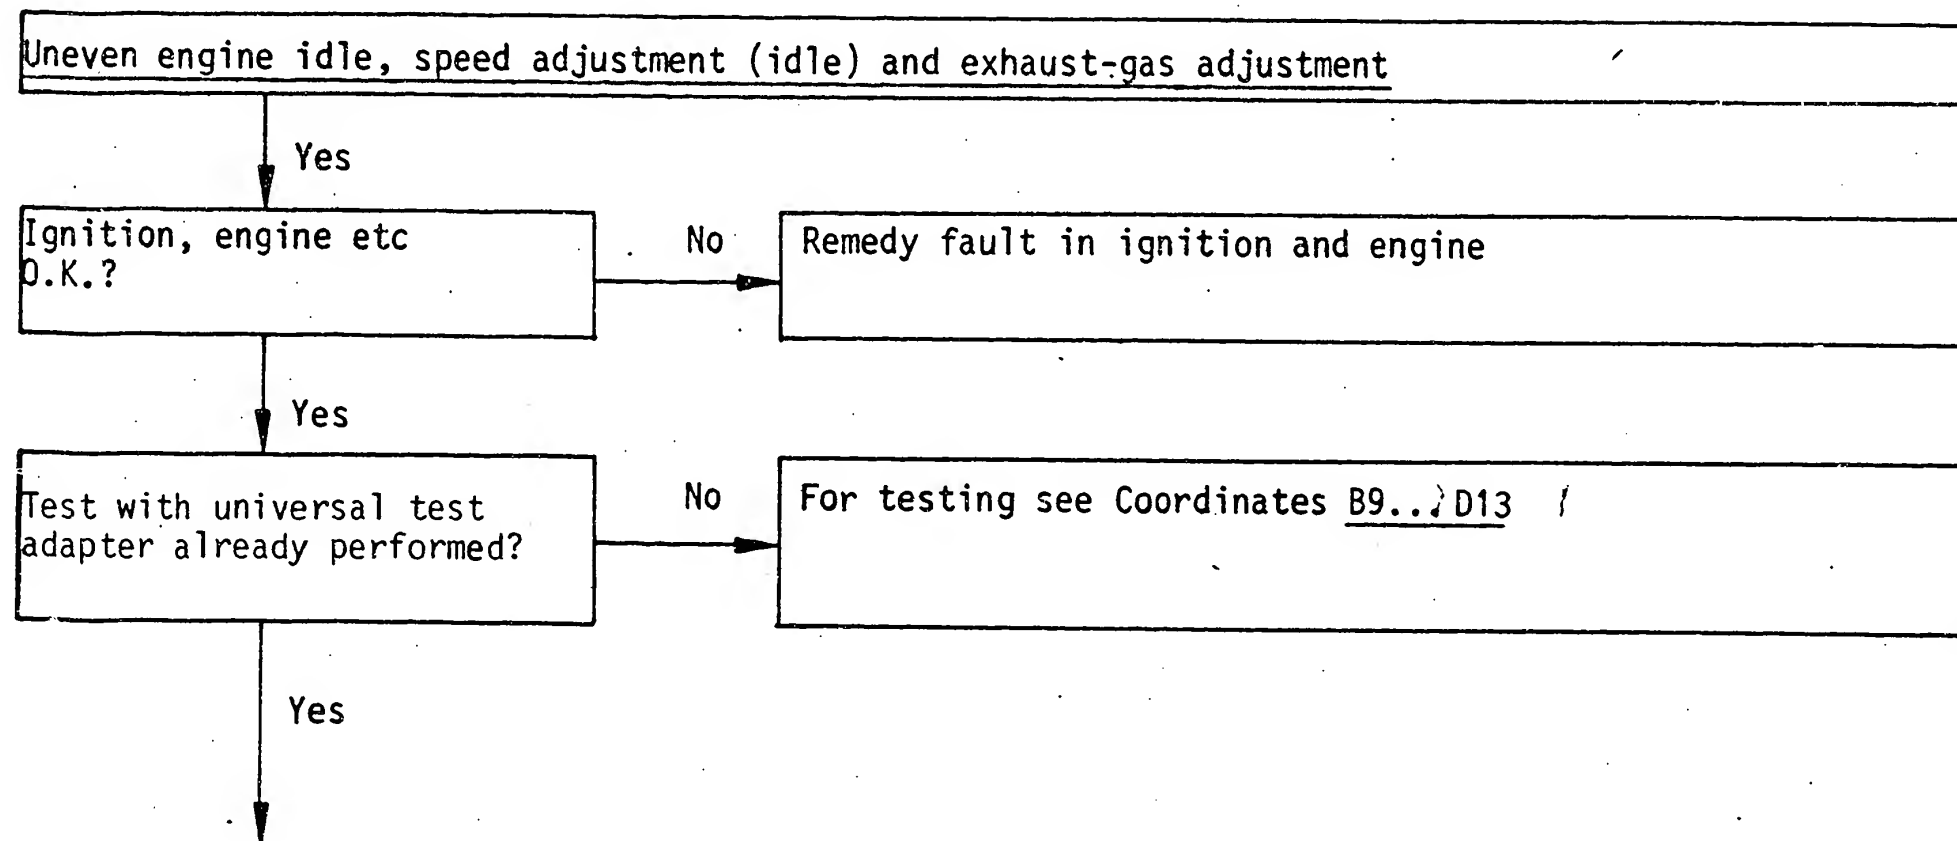 Uneven engine idle, speed adjustment (idle) and exhaust-gas adjustment
Yes
Ignition, engine etc
O.K.?
No
Remedy fault in ignition and engine
Yes
Test with universal test
adapter already performed?
No
For testing see Coordinates B9...D13
Yes